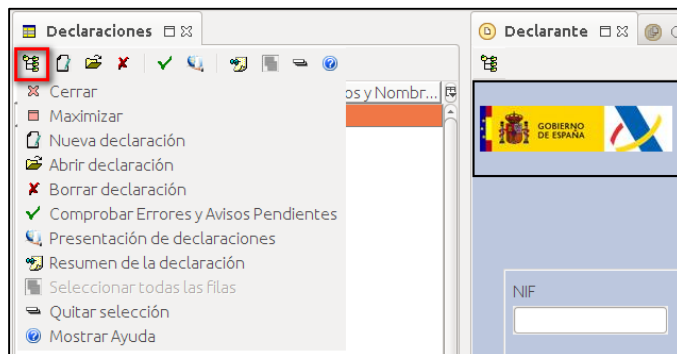 Declaraciones
Declarante
os y Nombr...
Cerrar
Maximizar
Nueva declaración
Abrir declaración
Borrar declaración
Comprobar Errores y Avisos Pendientes
Presentación de declaraciones
Resumen de la declaración
Seleccionar todas las filas
Quitar selección
Mostrar Ayuda
GOBIERNO
DE ESPAÑA
NIF